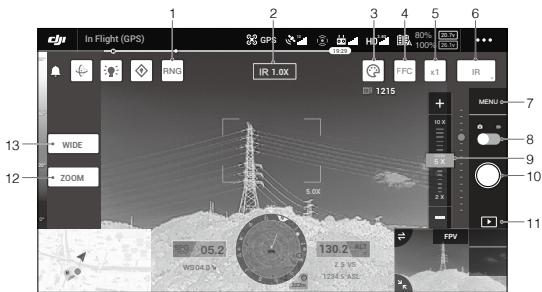 1
2
3
4
5
6
dji In Flight (GPS)
GPS
HD
80% 20.7v
100% 26.1v
19:29
RNG
IR 1.0X
FFC
x1
IR
1215
MENU
7
8
9
10
11
+
10 X
5 X
2 X
13
WIDE
12
ZOOM
5.0X
SPD 05.2
WS 04.0
130.2 ALT
2.5 VS
1234.5 ASL
222m
N
FPV